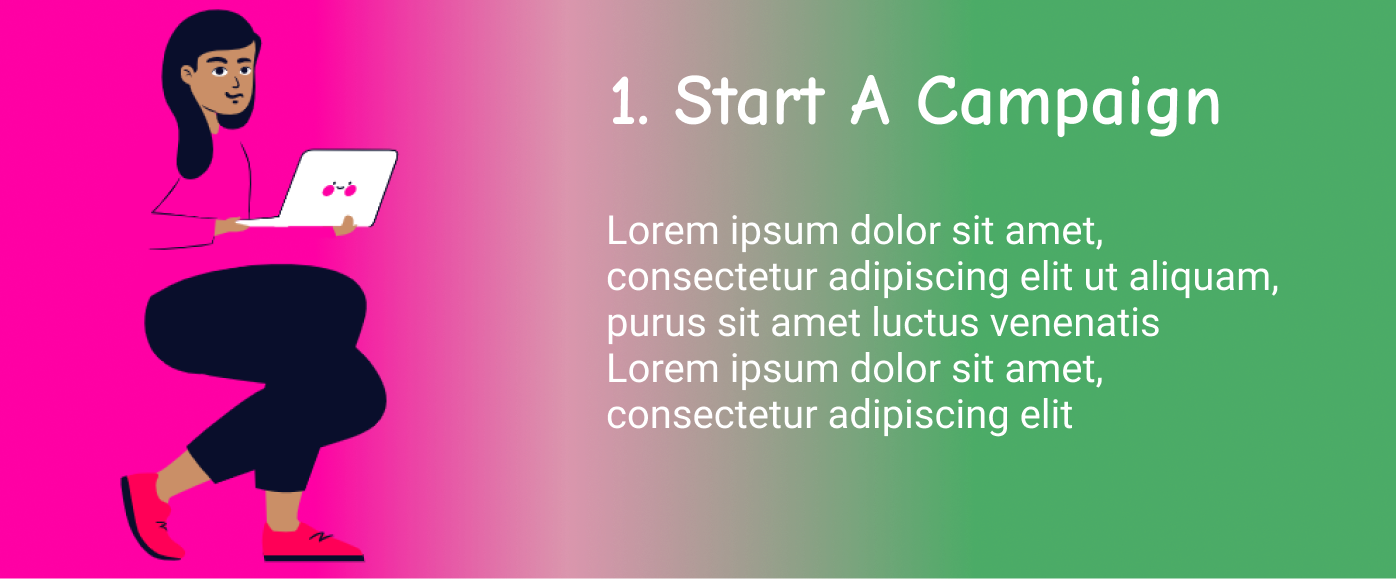 1. Start A Campaign
Lorem ipsum dolor sit amet,
consectetur adipiscing elit ut aliquam,
purus sit amet luctus venenatis
Lorem ipsum dolor sit amet,
consectetur adipiscing elit